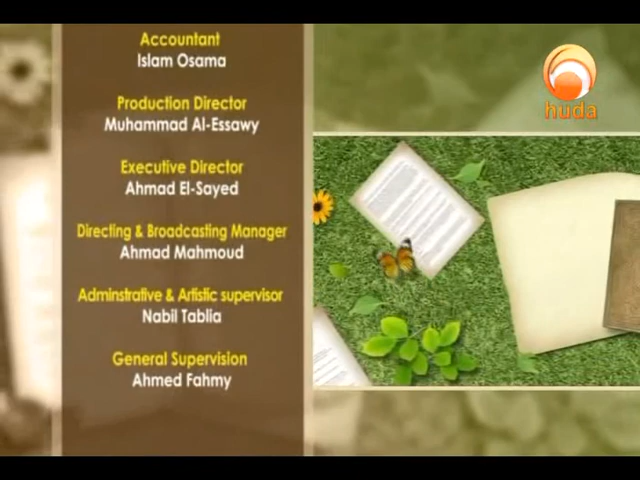 Accountant
Islam Osama
Production Director
Muhammad Al-Essawy
Executive Director
Ahmad El-Sayed
Directing & Broadcasting Manager
Ahmad Mahmoud
Adminstrative & Artistic supervisor
Nabil Tablia
General Supervision
Ahmed Fahmy
huda